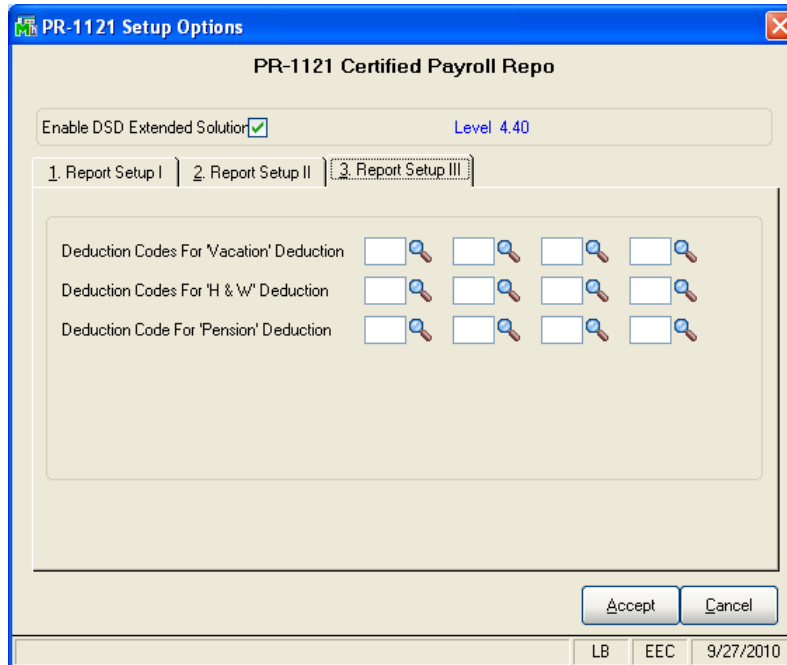 PR-1121 Setup Options
PR-1121 Certified Payroll Repo
Enable DSD Extended Solution
Level 4.40
1. Report Setup I
2. Report Setup II
3. Report Setup III
Deduction Codes For 'Vacation' Deduction
Deduction Codes For 'H & W' Deduction
Deduction Code For 'Pension' Deduction
Accept
Cancel
LB
EEC
9/27/2010